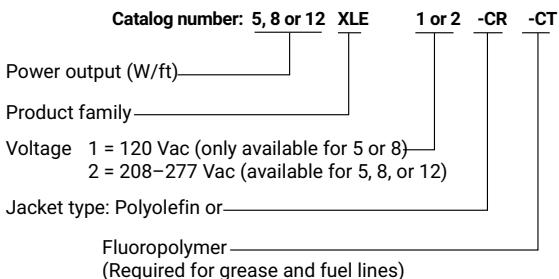 Catalog number: 5, 8 or 12 XLE 1 or 2 -CR -CT
Power output (W/ft)
Product family
Voltage 1 = 120 Vac (only available for 5 or 8)
2 = 208–277 Vac (available for 5, 8, or 12)
Jacket type: Polyolefin or
Fluoropolymer
(Required for grease and fuel lines)